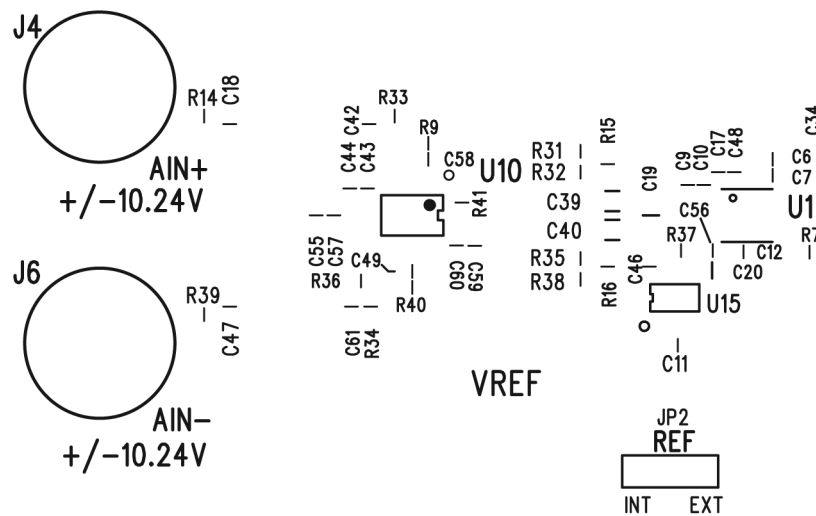 J4
R14
C18
AIN+
+/-10.24V
J6
R39
C47
AIN-
+/-10.24V
C42
R33
C44
C43
R9
C58
U10
R41
C55
C57
R36
C49
R40
C60
C59
C61
R34
R31
R32
R15
C39
C40
R35
R38
R16
C19
C9
C10
C17
C48
C34
C6
C7
U1
C56
R37
C46
C20
C12
R7
U15
C11
VREF
JP2
REF
INT EXT